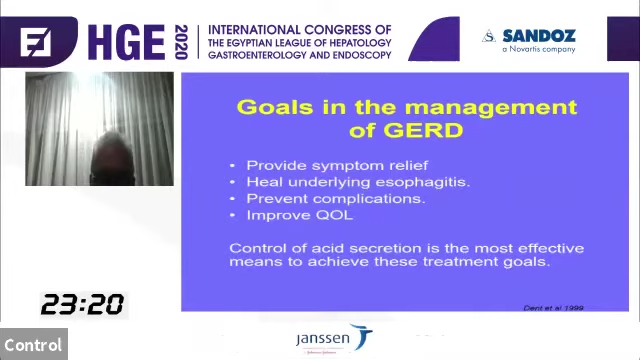 HGE 2020
INTERNATIONAL CONGRESS OF
THE EGYPTIAN LEAGUE OF HEPATOLOGY
GASTROENTEROLOGY AND ENDOSCOPY
S SANDOZ
a Novartis company
Goals in the management
of GERD
• Provide symptom relief
• Heal underlying esophagitis.
• Prevent complications.
• Improve QOL
Control of acid secretion is the most effective
means to achieve these treatment goals.
Dent et al 1999
23:20
Control
janssen